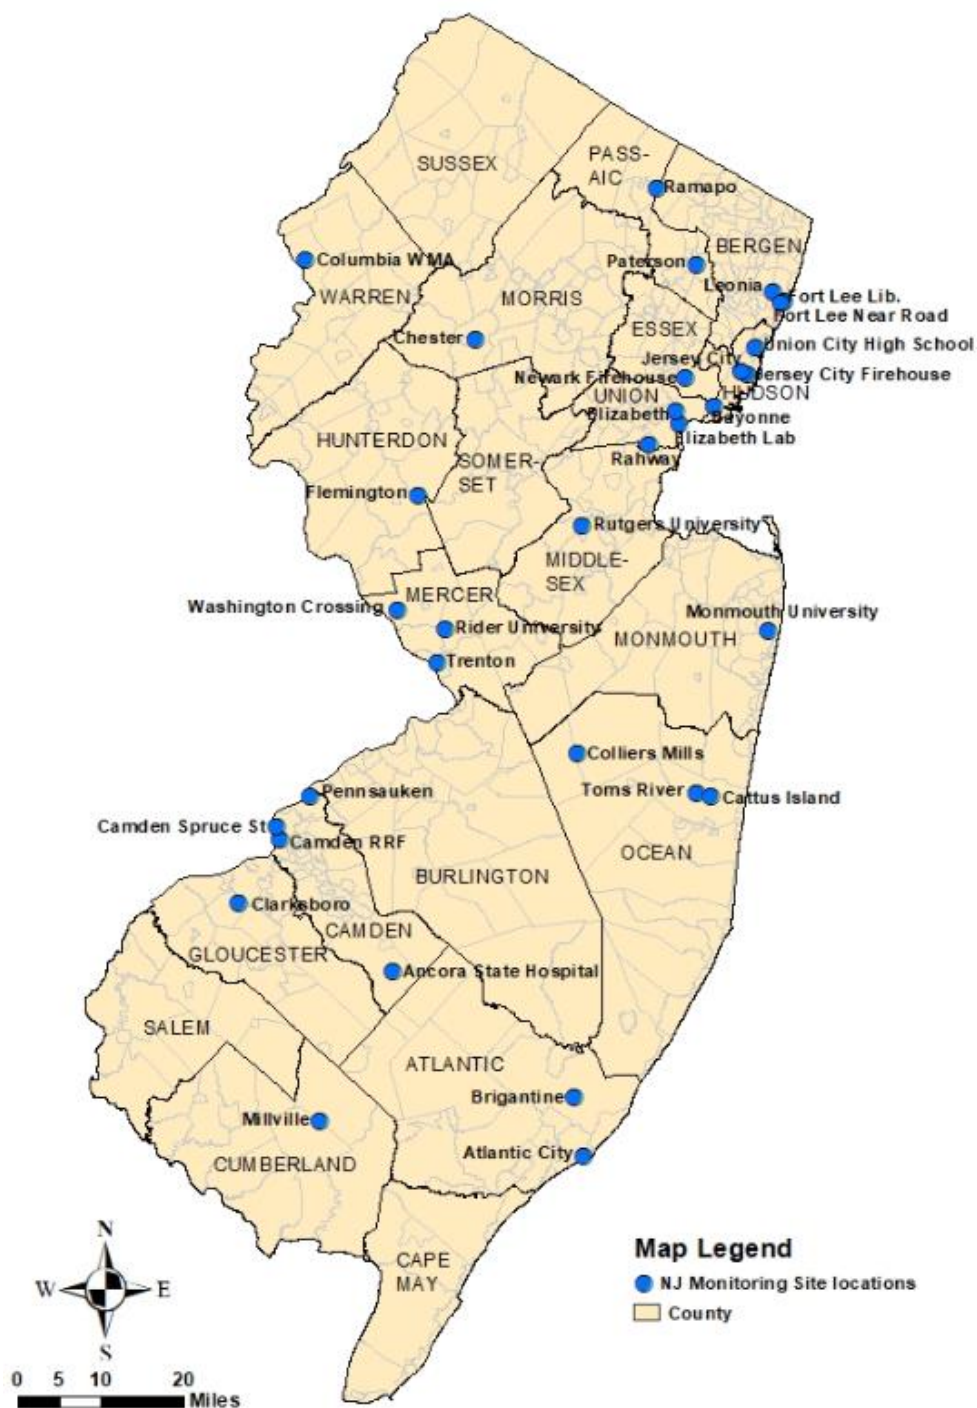 SUSSEX
PASS-
AIC
Ramapo
BERGEN
Columbia WMA
Paterson
WARREN
MORRIS
Leonia
Fort Lee Lib.
Fort Lee Near Road
ESSEX
Chester
Union City High School
Jersey City
Newark Firehouse
Jersey City Firehouse
UNION
HUDSON
Elizabeth
Bayonne
Elizabeth Lab
HUNTERDON
SOMER-
SET
Rahway
Flemington
Rutgers University
MIDDLE-
SEX
MERCER
Washington Crossing
Monmouth University
Rider University
MONMOUTH
Trenton
Colliers Mills
Pennsauken
Toms River
Cattus Island
Camden Spruce St
Camden RRF
OCEAN
BURLINGTON
Clarksboro
CAMDEN
GLOUCESTER
Ancora State Hospital
SALEM
ATLANTIC
Brigantine
Millville
Atlantic City
CUMBERLAND
N
W
E
S
CAPE
MAY
Map Legend
NJ Monitoring Site locations
County
0 5 10 20
Miles